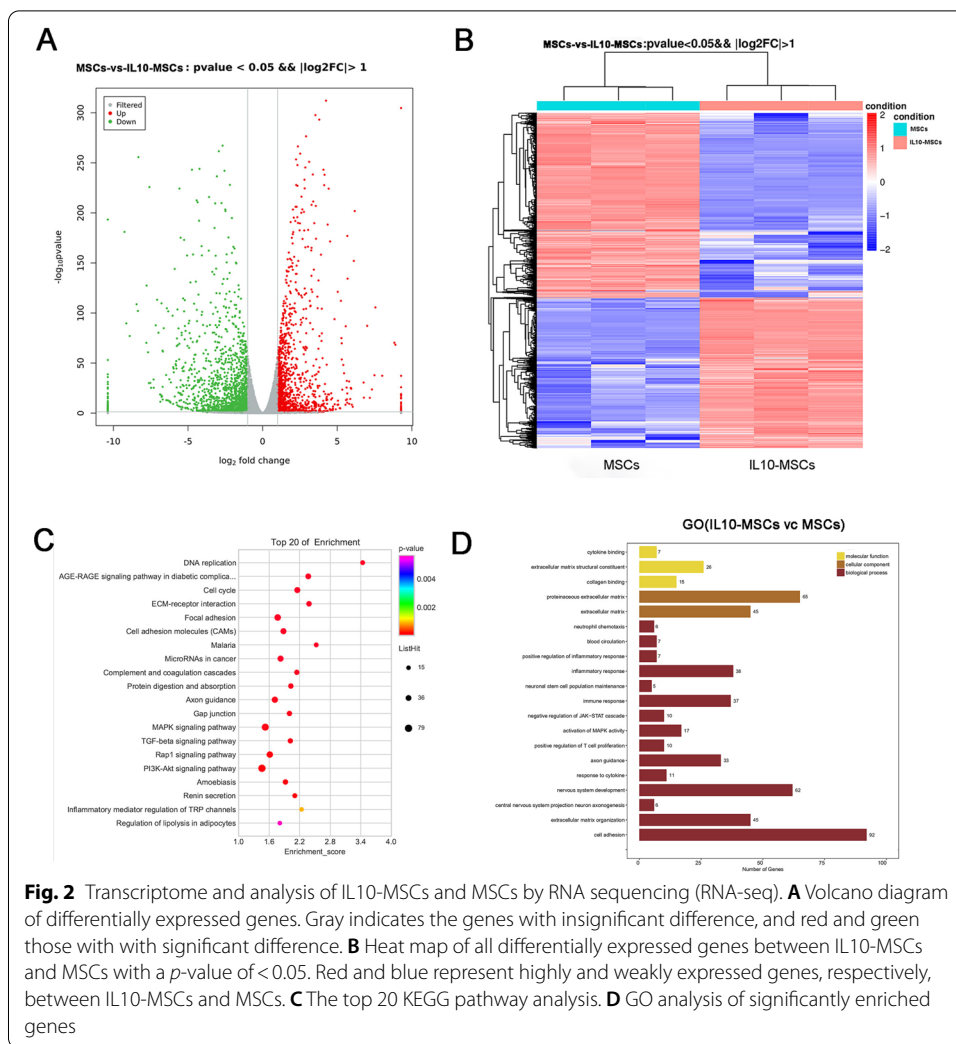 A
MSCs-vs-IL10-MSCs : pvalue < 0.05 && |log2FC|> 1
Filtered
Up
Down
300
250
200
150
100
50
0
-log10pvalue
-10
-5
0
5
10
log2 fold change
B
MSCs-vs-IL10-MSCs:pvalue<0.05&& |log2FC|>1
condition
2
1
0
−1
−2
condition
MSCs
IL10-MSCs
MSCs
IL10-MSCs
C
Top 20 of Enrichment
DNA replication
AGE-RAGE signaling pathway in diabetic complica...
Cell cycle
ECM-receptor interaction
Focal adhesion
Cell adhesion molecules (CAMs)
Malaria
MicroRNAs in cancer
Complement and coagulation cascades
Protein digestion and absorption
Axon guidance
Gap junction
MAPK signaling pathway
TGF-beta signaling pathway
Rap1 signaling pathway
PI3K-Akt signaling pathway
Amoebiasis
Renin secretion
Inflammatory mediator regulation of TRP channels
Regulation of lipolysis in adipocytes
1.0
1.6
2.2
2.8
3.4
4.0
Enrichment_score
p-value
0.004
0.002
ListHit
15
36
79
D
GO(IL10-MSCs vc MSCs)
cytokine binding 7
extracellular matrix structural constituent 26
collagen binding 15
proteinaceous extracellular matrix 65
extracellular matrix 45
neutrophil chemotaxis 6
blood circulation 7
positive regulation of inflammatory response 7
inflammatory response 38
neuronal stem cell population maintenance 5
immune response 37
negative regulation of JAK−STAT cascade 10
activation of MAPK activity 17
positive regulation of T cell proliferation 10
axon guidance 33
response to cytokine 11
nervous system development 62
central nervous system projection neuron axonogenesis 6
extracellular matrix organization 45
cell adhesion 92
molecular function
cellular component
biological process
0
25
50
75
100
Number of Genes
Fig. 2 Transcriptome and analysis of IL10-MSCs and MSCs by RNA sequencing (RNA-seq). A Volcano diagram
of differentially expressed genes. Gray indicates the genes with insignificant difference, and red and green
those with with significant difference. B Heat map of all differentially expressed genes between IL10-MSCs
and MSCs with a p-value of < 0.05. Red and blue represent highly and weakly expressed genes, respectively,
between IL10-MSCs and MSCs. C The top 20 KEGG pathway analysis. D GO analysis of significantly enriched
genes